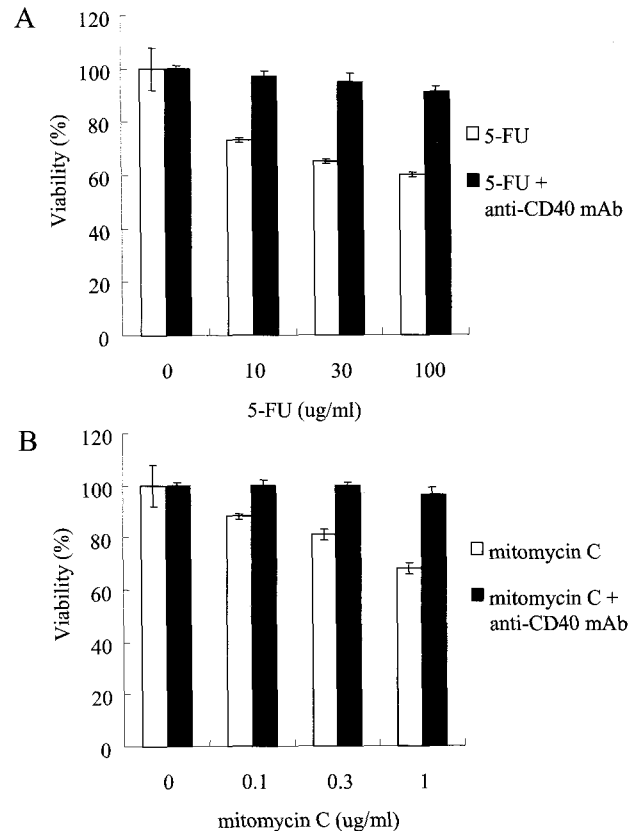 A
120
100
80
60
40
20
0
Viability (%)
0 10 30 100
5-FU (ug/ml)
5-FU
5-FU +
anti-CD40 mAb
B
120
100
80
60
40
20
0
Viability (%)
0 0.1 0.3 1
mitomycin C (ug/ml)
mitomycin C
mitomycin C +
anti-CD40 mAb